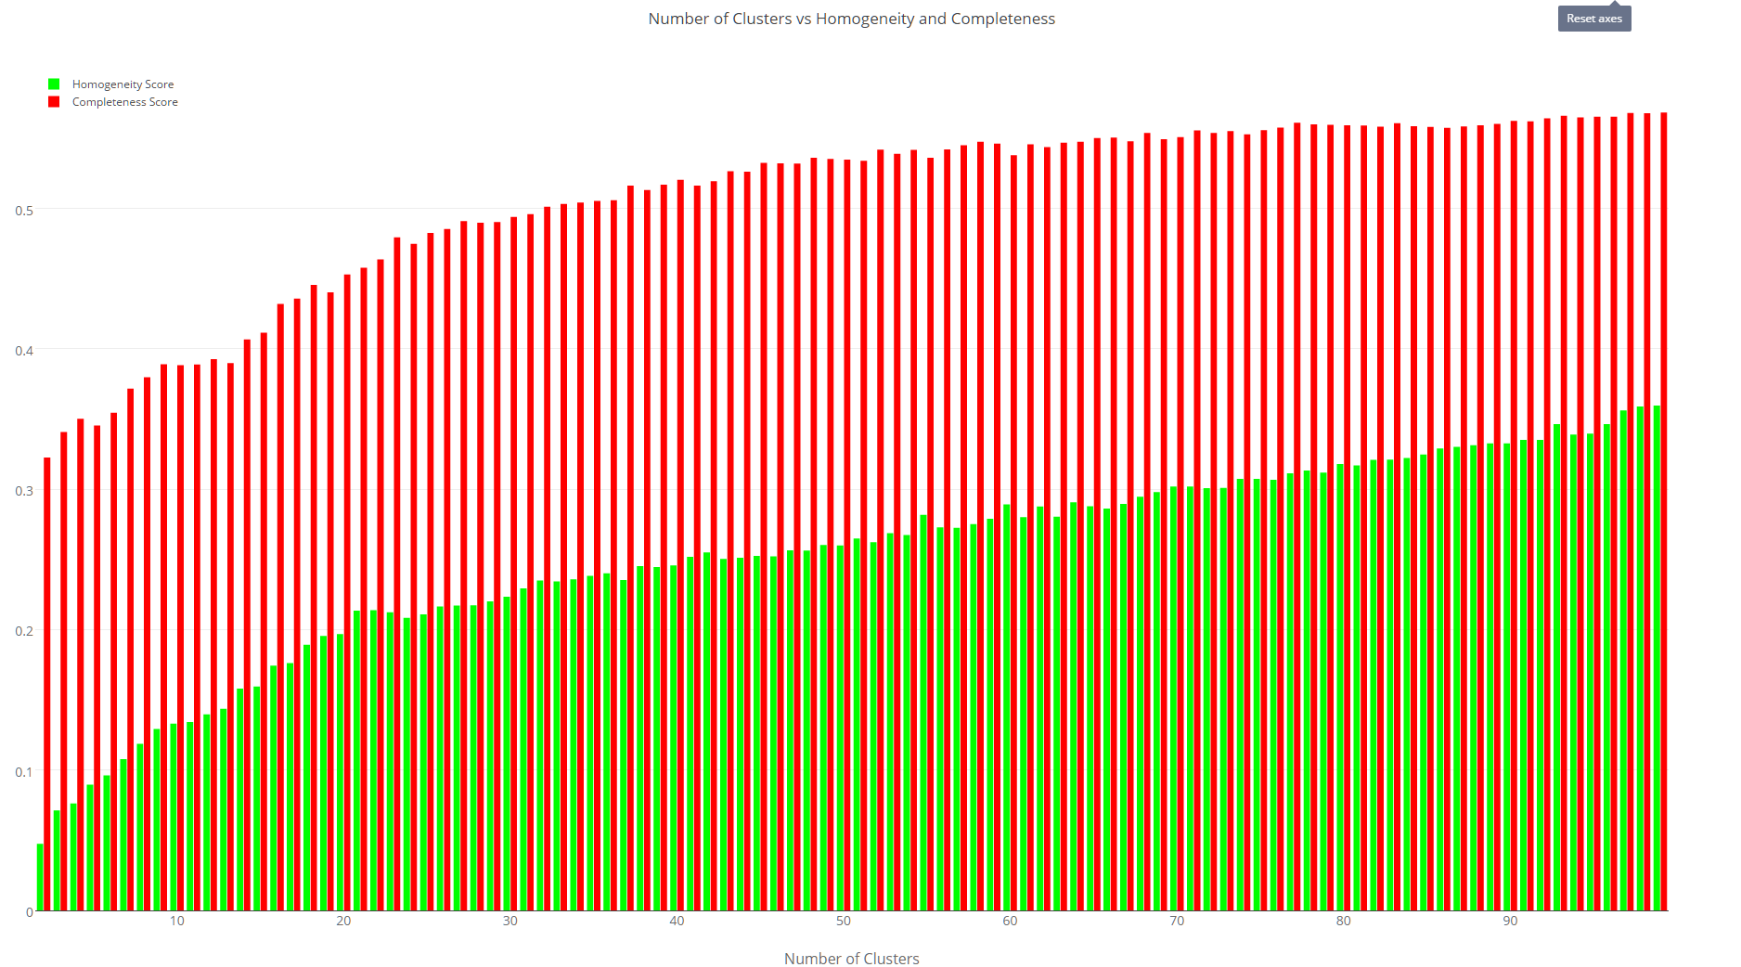 Number of Clusters vs Homogeneity and Completeness
Reset axes
Homogeneity Score
Completeness Score
0.5
0.4
0.3
0.2
0.1
0
10 20 30 40 50 60 70 80 90
Number of Clusters